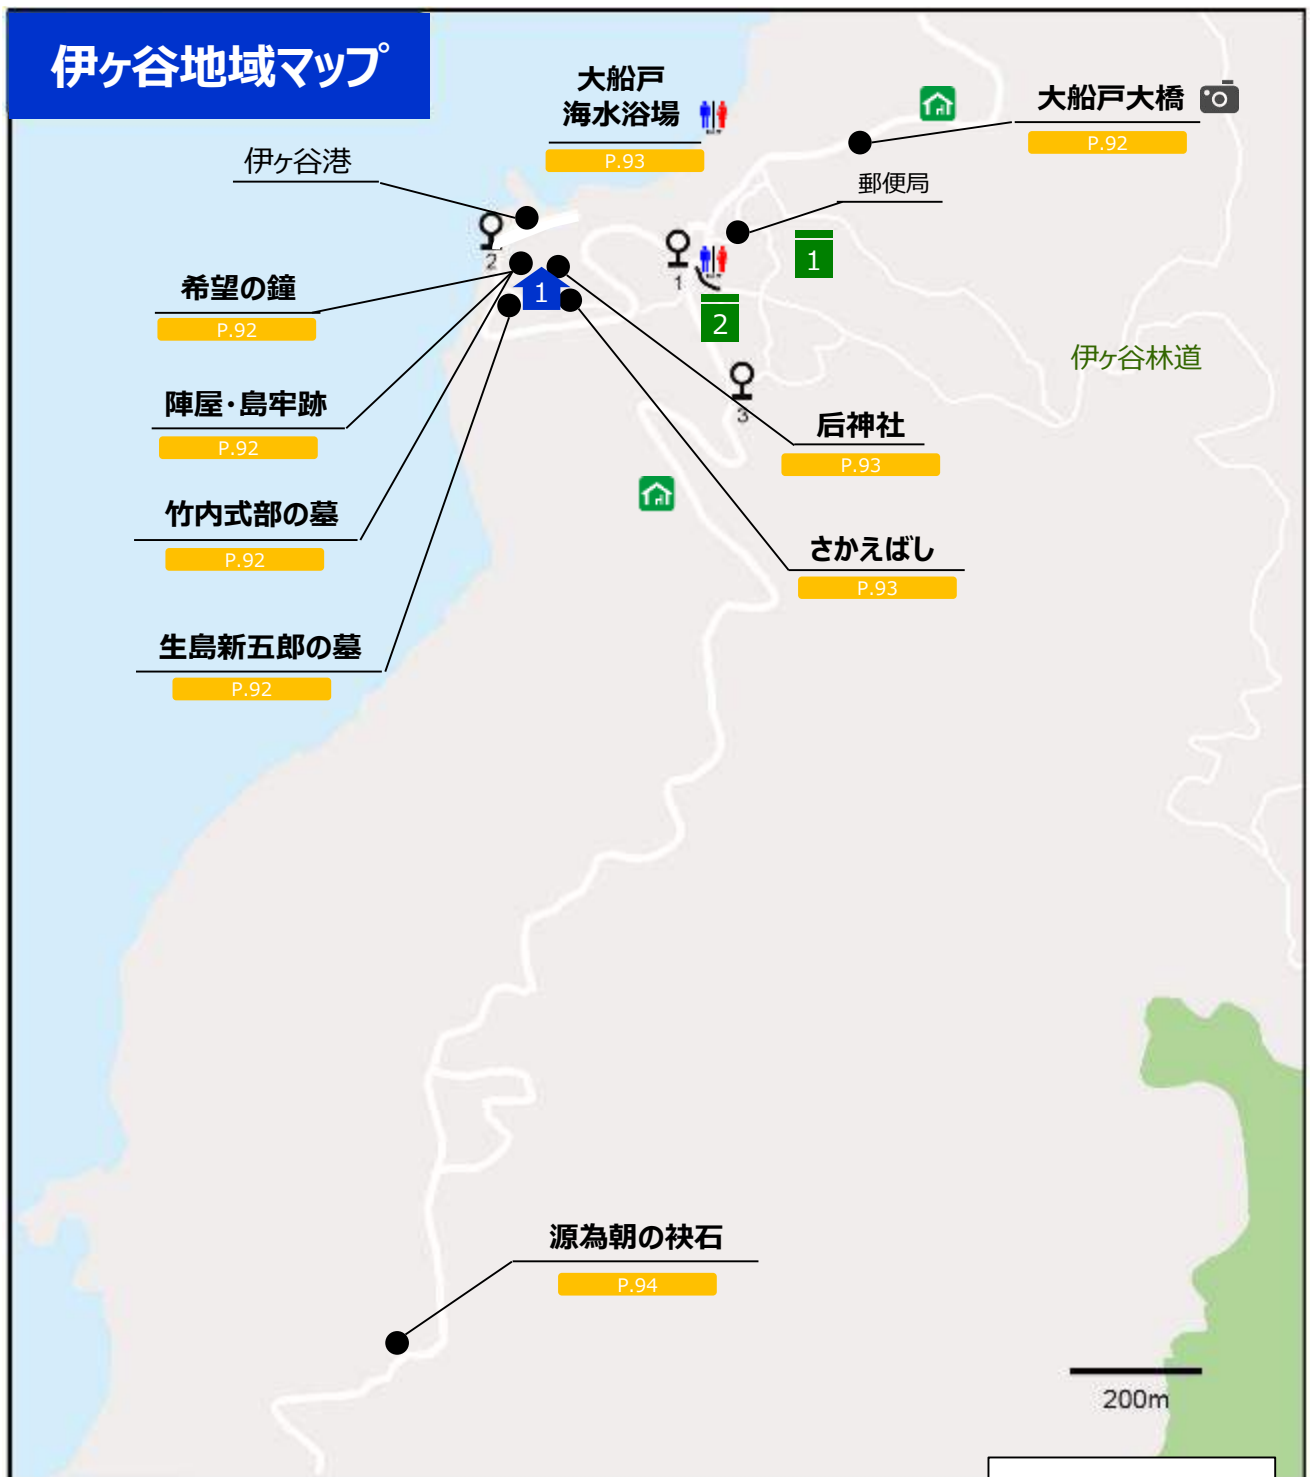 伊ヶ谷地域マップ
大船戸
海水浴場
P.93
大船戸大橋
P.92
伊ヶ谷港
郵便局
2
1
1
1
2
希望の鐘
P.92
伊ヶ谷林道
3
陣屋・島牢跡
P.92
后神社
P.93
竹内式部の墓
P.92
さかえばし
P.93
生島新五郎の墓
P.92
源為朝の袂石
P.94
200m